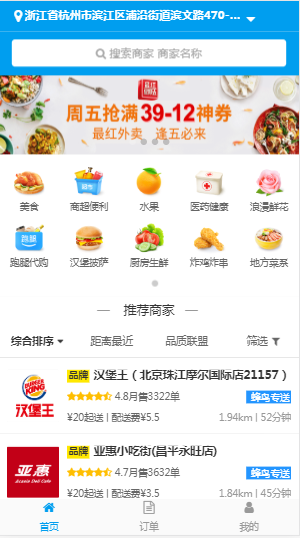 浙江省杭州市滨江区浦沿街道滨文路470-...
搜索商家 商家名称
周五抢满39-12神券
最红外卖 逢五必来
美食 商超便利 水果 医药健康 浪漫鲜花
跑腿
跑腿代购 汉堡披萨 厨房生鲜 炸鸡炸串 地方菜系
— 推荐商家 —
综合排序 距离最近 品质联盟 筛选
BURGER KING
汉堡王
品牌 汉堡王（北京珠江摩尔国际店21157）
4.8月售3322单 蜂鸟专送
¥20起送 | 配送费¥5.5 1.94km | 52分钟
亚惠
品牌 亚惠小吃街(昌平永旺店)
4.7月售3632单 蜂鸟专送
¥20起送 | 配送费¥3.5 1.84km | 45分钟
首页 订单 我的